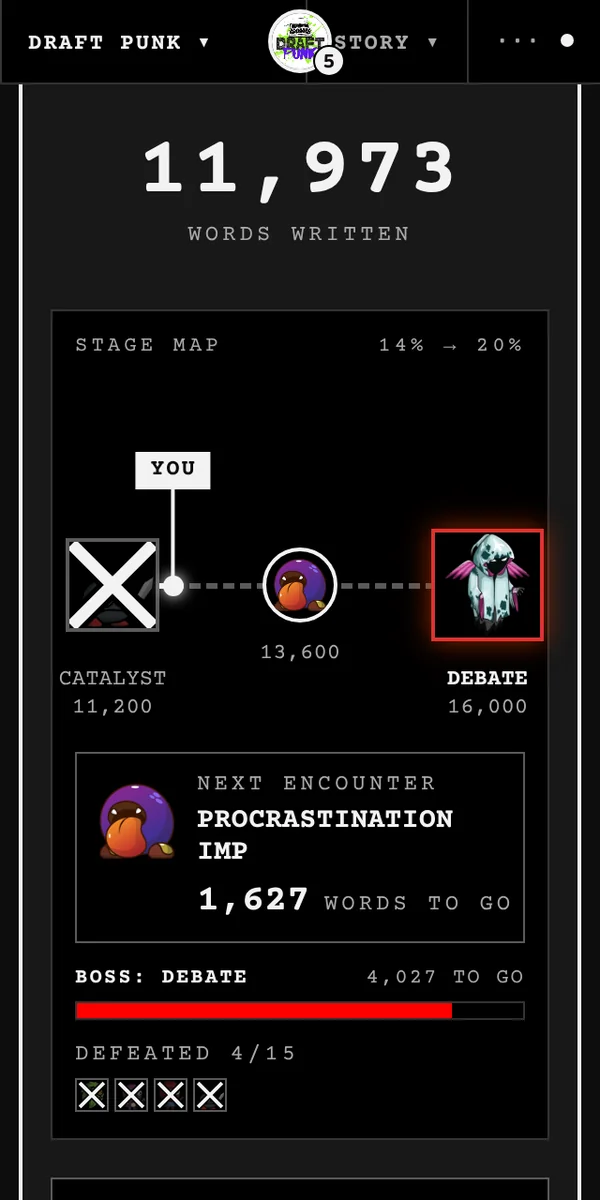 DRAFT PUNK ▼
DRAFT PUNK
5
STORY ▼
...
11,973
WORDS WRITTEN
STAGE MAP
14% → 20%
YOU
13,600
CATALYST
11,200
DEBATE
16,000
NEXT ENCOUNTER
PROCRASTINATION
IMP
1,627 WORDS TO GO
BOSS: DEBATE
4,027 TO GO
DEFEATED 4/15